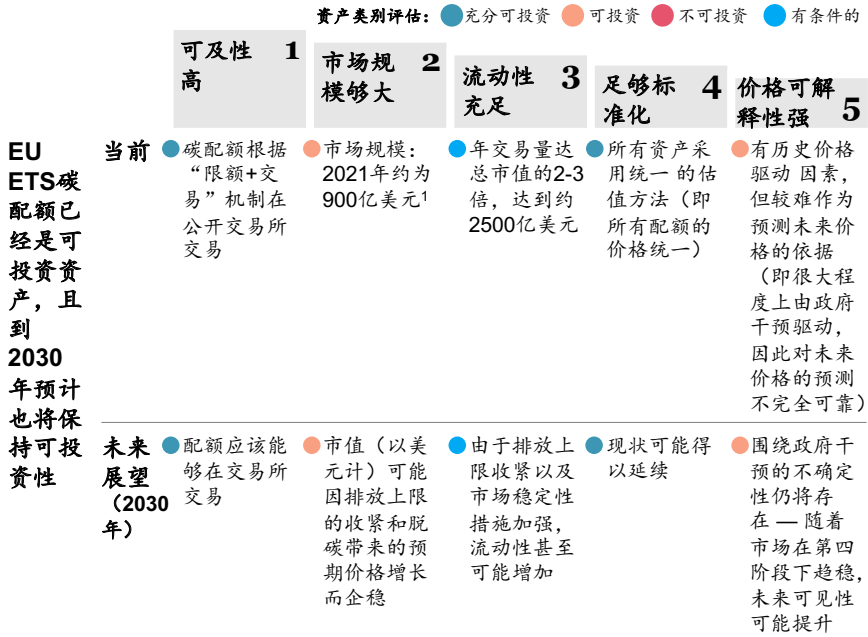 资产类别评估： 充分可投资 可投资 不可投资 有条件的
可及性 1
高
市场规 2
模够大
流动性 3
充足
足够标 4
准化
价格可解
释性强 5
EU
ETS碳
配额已
经是可
投资资
产，且
到
2030
年预计
也将保
持可投
资性
当前
碳配额根据
“限额+交
易”机制在
公开交易所
交易
市场规模：
2021年约为
900亿美元1
年交易量达
总市值的2-3
倍，达到约
2500亿美元
所有资产采
用统一 的估
值方法（即
所有配额的
价格统一）
有历史价格
驱动 因素，
但较难作为
预测未来价
格的依据
（即很大程
度上由政府
干预驱动，
因此对未来
价格的预测
不完全可靠）
未来
展望
（2030
年）
配额应该能
够在交易所
交易
市值（以美
元计）可能
因排放上限
的收紧和脱
碳带来的预
期价格增长
而企稳
由于排放上
限收紧以及
市场稳定性
措施加强，
流动性甚至
可能增加
现状可能得
以延续
围绕政府干
预的不确定
性仍将存
在 — 随着
市场在第四
阶段下趋稳，
未来可见性
可能提升